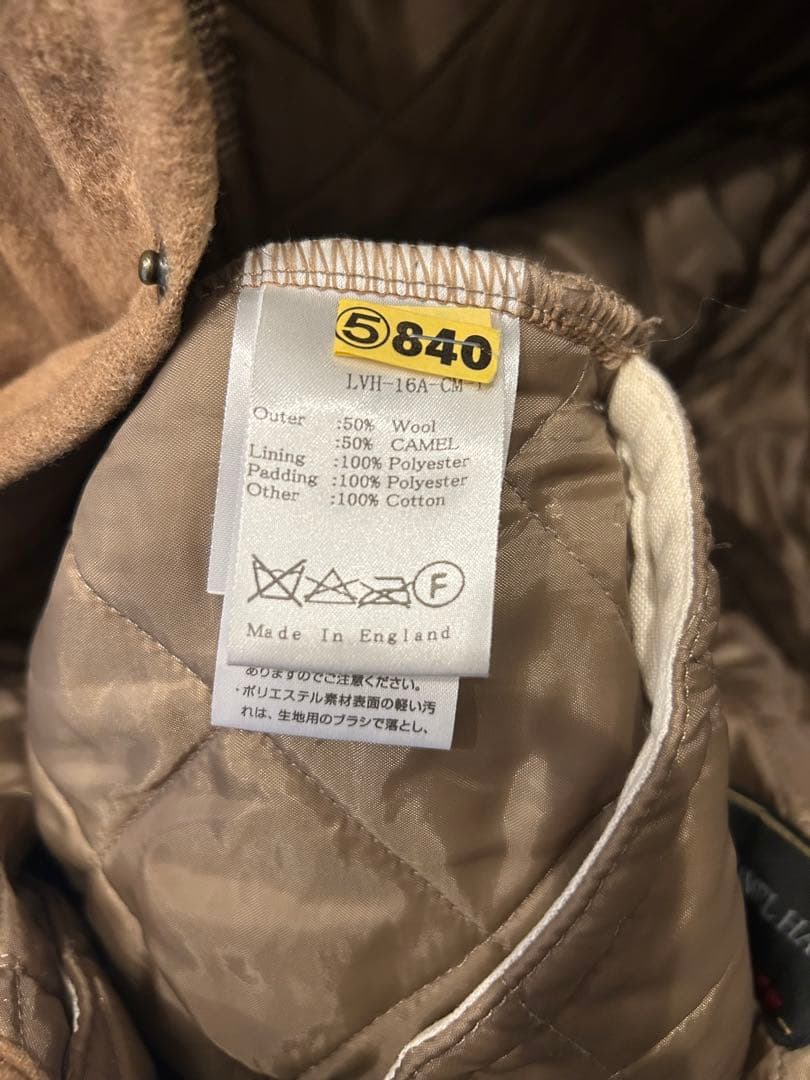 ⑤840
LVH-16A-CM-
Outer :50% Wool
:50% CAMEL
Lining :100% Polyester
Padding :100% Polyester
Other :100% Cotton
F
Made In England
ありますのでご注意ください。
・ポリエステル素材表面の軽い汚
れは、生地用のブラシで落とし、